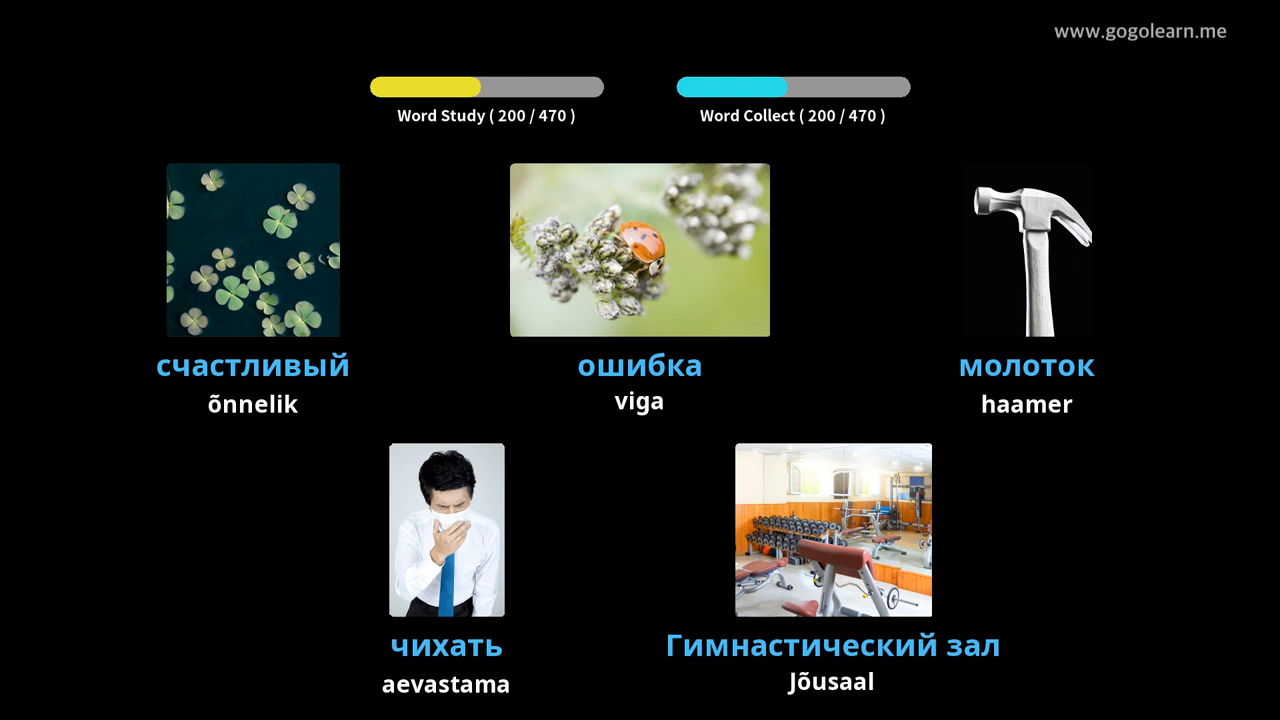 www.gogolearn.me
Word Study ( 200 / 470 )
Word Collect ( 200 / 470 )
счастливый
õnnelik
ошибка
viga
молоток
haamer
чихать
aevastama
Гимнастический зал
Jõusaal